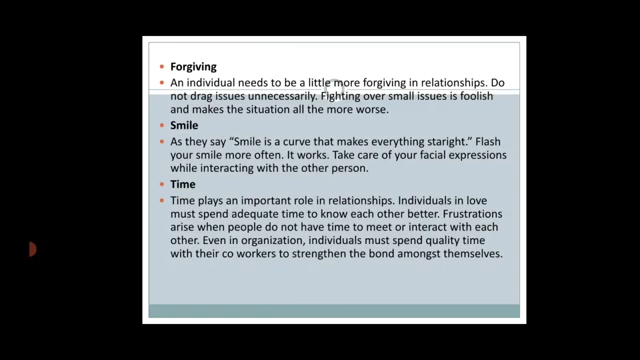 Forgiving
An individual needs to be a little more forgiving in relationships. Do
not drag issues unnecessarily. Fighting over small issues is foolish
and makes the situation all the more worse.
Smile
As they say “Smile is a curve that makes everything staright.” Flash
your smile more often. It works. Take care of your facial expressions
while interacting with the other person.
Time
Time plays an important role in relationships. Individuals in love
must spend adequate time to know each other better. Frustrations
arise when people do not have time to meet or interact with each
other. Even in organization, individuals must spend quality time
with their co workers to strengthen the bond amongst themselves.